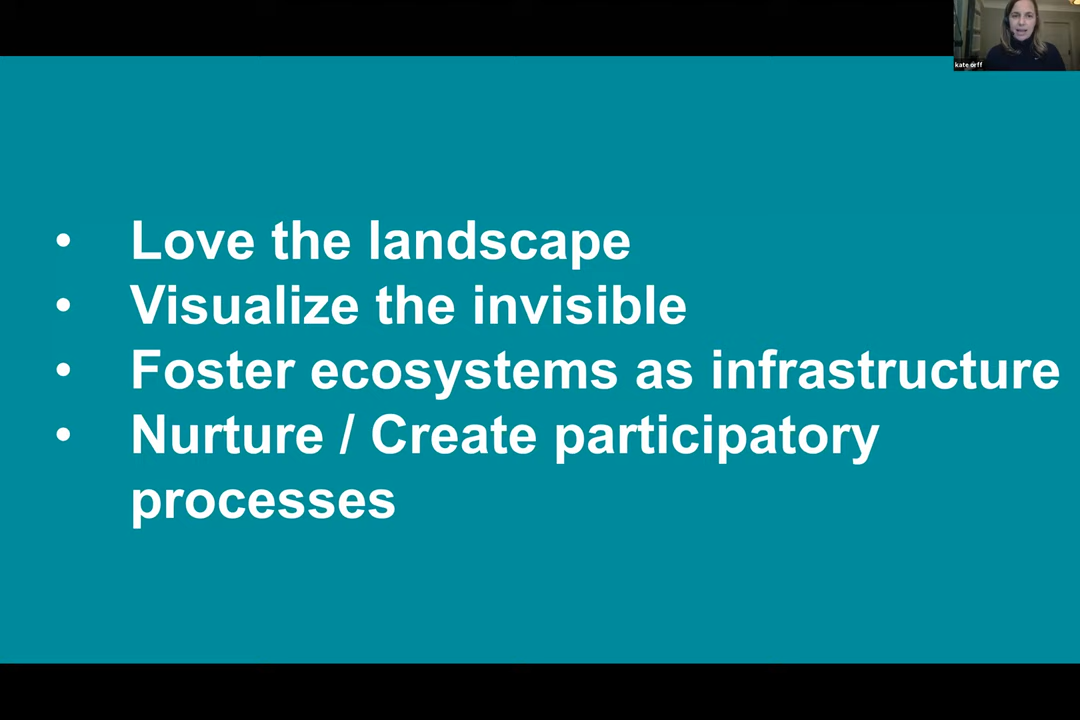 kate orff
• Love the landscape
• Visualize the invisible
• Foster ecosystems as infrastructure
• Nurture / Create participatory
processes